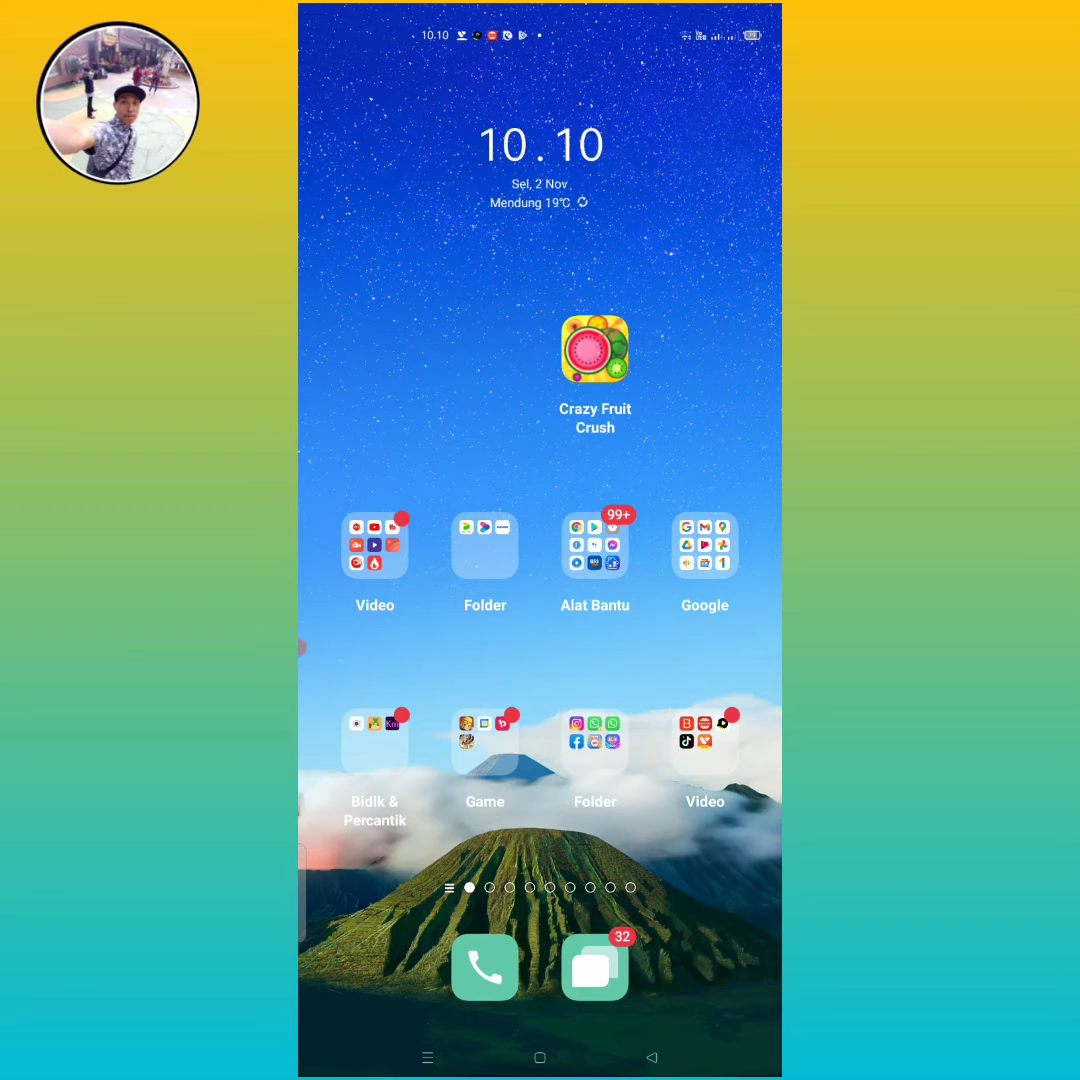 10.10
10.10
Sel, 2 Nov
Mendung 19°C
Crazy Fruit
Crush
99+
Video
Folder
Alat Bantu
Google
Km
Bidik &
Percantik
Game
Folder
Video
32